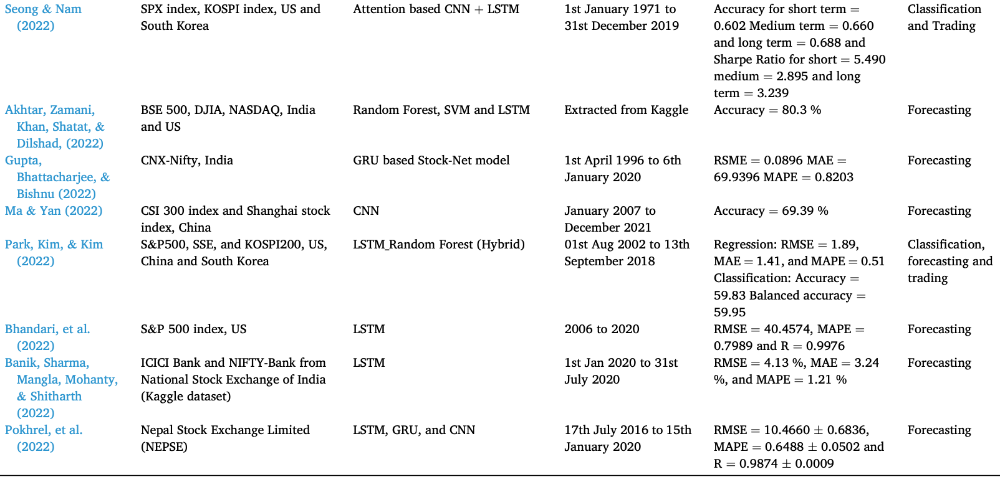 Seong & Nam (2022)
SPX index, KOSPI index, US and
South Korea
Attention based CNN + LSTM
1st January 1971 to
31st December 2019
Accuracy for short term =
0.602 Medium term = 0.660
and long term = 0.688 and
Sharpe Ratio for short = 5.490
medium = 2.895 and long
term = 3.239
Classification
and Trading
Akhtar, Zamani,
Khan, Shatat, &
Dilshad, (2022)
BSE 500, DJIA, NASDAQ, India
and US
Random Forest, SVM and LSTM
Extracted from Kaggle
Accuracy = 80.3 %
Forecasting
Gupta,
Bhattacharjee, &
Bishnu (2022)
CNX-Nifty, India
GRU based Stock-Net model
1st April 1996 to 6th
January 2020
RSME = 0.0896 MAE =
69.9396 MAPE = 0.8203
Forecasting
Ma & Yan (2022)
CSI 300 index and Shanghai stock
index, China
CNN
January 2007 to
December 2021
Accuracy = 69.39 %
Forecasting
Park, Kim, & Kim
(2022)
S&P500, SSE, and KOSPI200, US,
China and South Korea
LSTM_Random Forest (Hybrid)
01st Aug 2002 to 13th
September 2018
Regression: RMSE = 1.89,
MAE = 1.41, and MAPE = 0.51
Classification: Accuracy =
59.83 Balanced accuracy =
59.95
Classification,
forecasting and
trading
Bhandari, et al.
(2022)
S&P 500 index, US
LSTM
2006 to 2020
RMSE = 40.4574, MAPE =
0.7989 and R = 0.9976
Forecasting
Banik, Sharma,
Mangla, Mohanty,
& Shitharth
(2022)
ICICI Bank and NIFTY-Bank from
National Stock Exchange of India
(Kaggle dataset)
LSTM
1st Jan 2020 to 31st
July 2020
RMSE = 4.13 %, MAE = 3.24
%, and MAPE = 1.21 %
Forecasting
Pokhrel, et al.
(2022)
Nepal Stock Exchange Limited
(NEPSE)
LSTM, GRU, and CNN
17th July 2016 to 15th
January 2020
RMSE = 10.4660 ± 0.6836,
MAPE = 0.6488 ± 0.0502 and
R = 0.9874 ± 0.0009
Forecasting